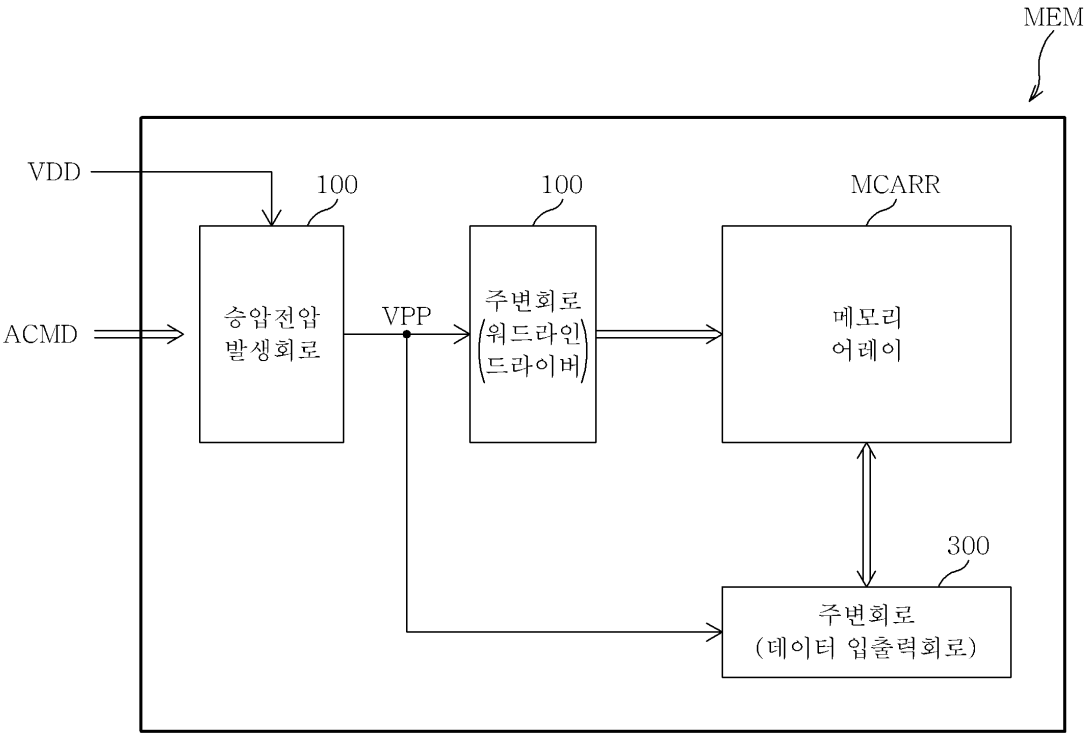 MEM
VDD
100
100
MCARR
ACMD
승압전압
발생회로
VPP
주변회로
(워드라인
드라이버)
메모리
어레이
300
주변회로
(데이터 입출력회로)